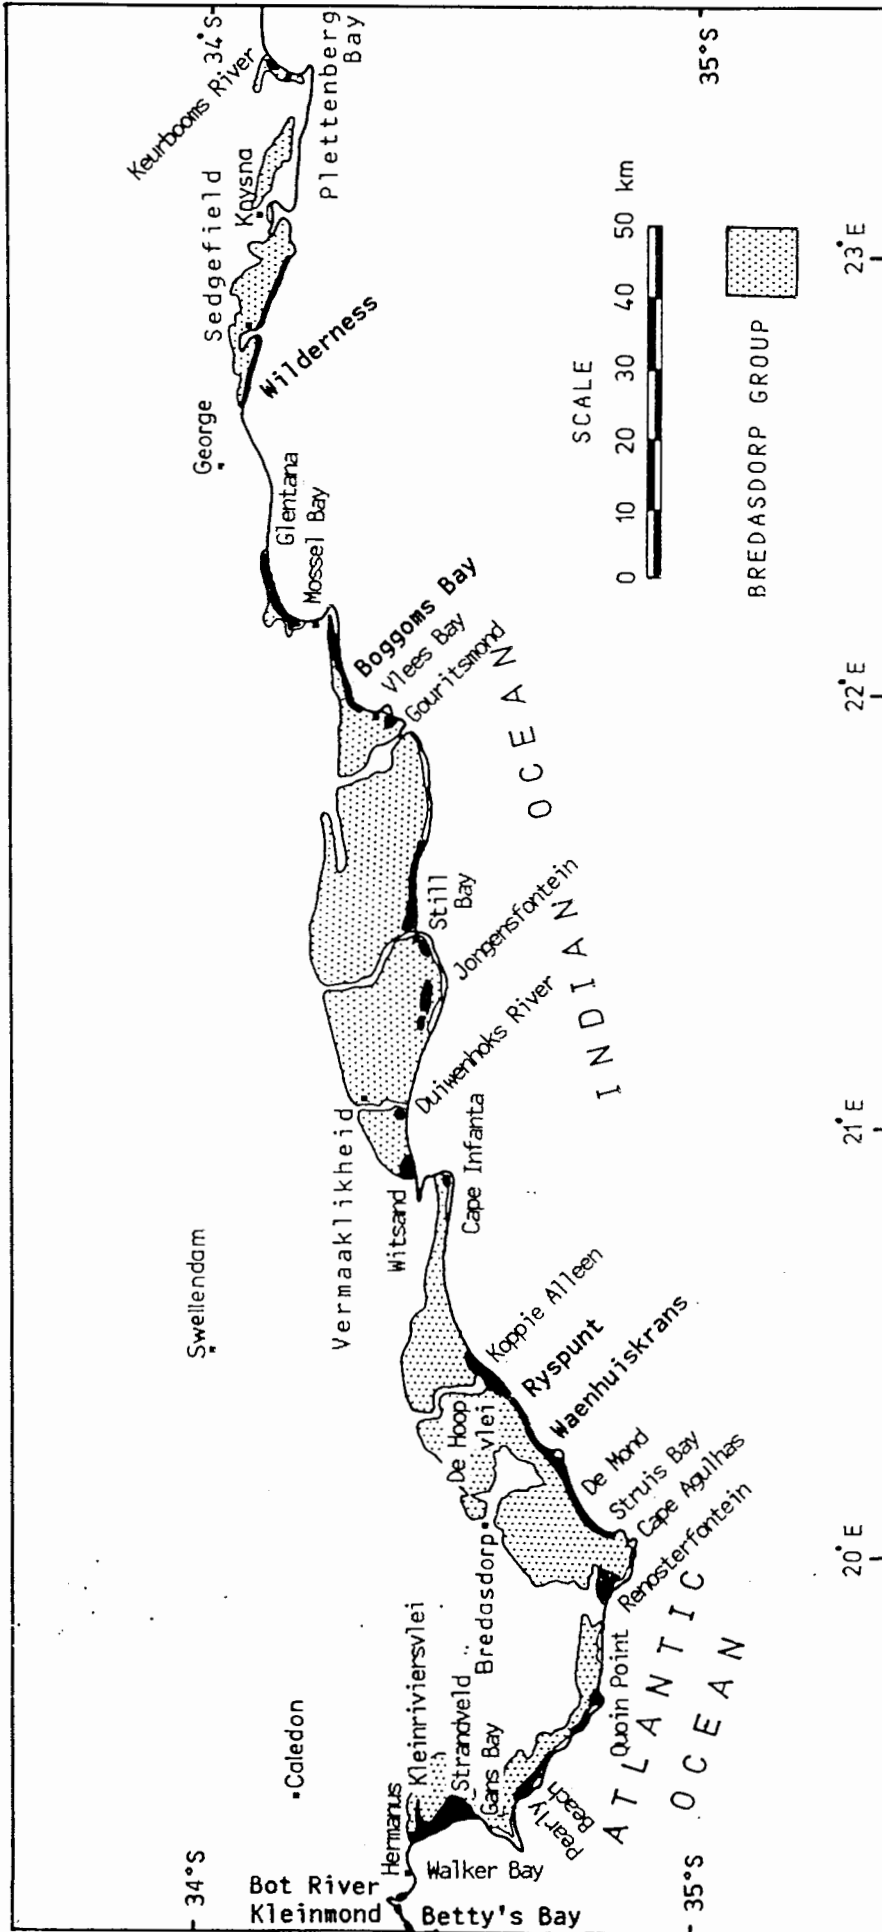 34°S
35°S
Keurbooms River
Plettenberg
Bay
Knysna
Sedgefield
Wilderness
George
Glentana
Mossel Bay
Boggoms Bay
Vlees Bay
Gouritsmond
Still
Bay
Jongensfontein
Duiwenhoks River
Vermaaklikheid
Witsand
Cape Infanta
Swellendam
Koppie Alleen
Ryspunt
Waenhuiskrans
De Hoop
vlei
De Mond
Struis Bay
Cape Agulhas
Renosterfontein
Bredasdorp
Quoin Point
Pearly
Beach
Gans Bay
Strandveld
Kleinriviersvlei
Caledon
Hermanus
Walker Bay
Bot River
Kleinmond
Betty's Bay
INDIAN OCEAN
ATLANTIC
OCEAN
SCALE
0 10 20 30 40 50 km
BREDASDORP GROUP
20°E
21°E
22°E
23°E
34°S
35°S